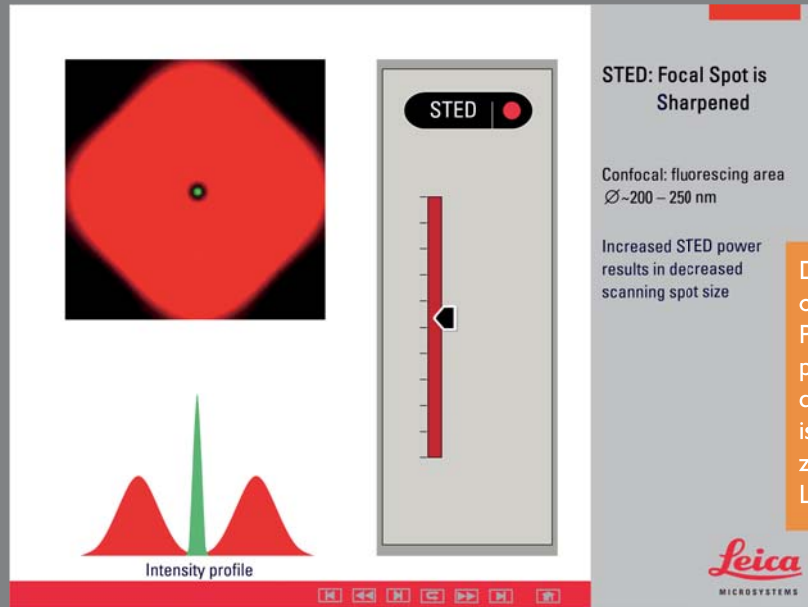 STED
STED: Focal Spot is
Sharpened
Confocal: fluorescing area
Ø~200 – 250 nm
Increased STED power
results in decreased
scanning spot size
Intensity profile
Leica
MICROSYSTEMS